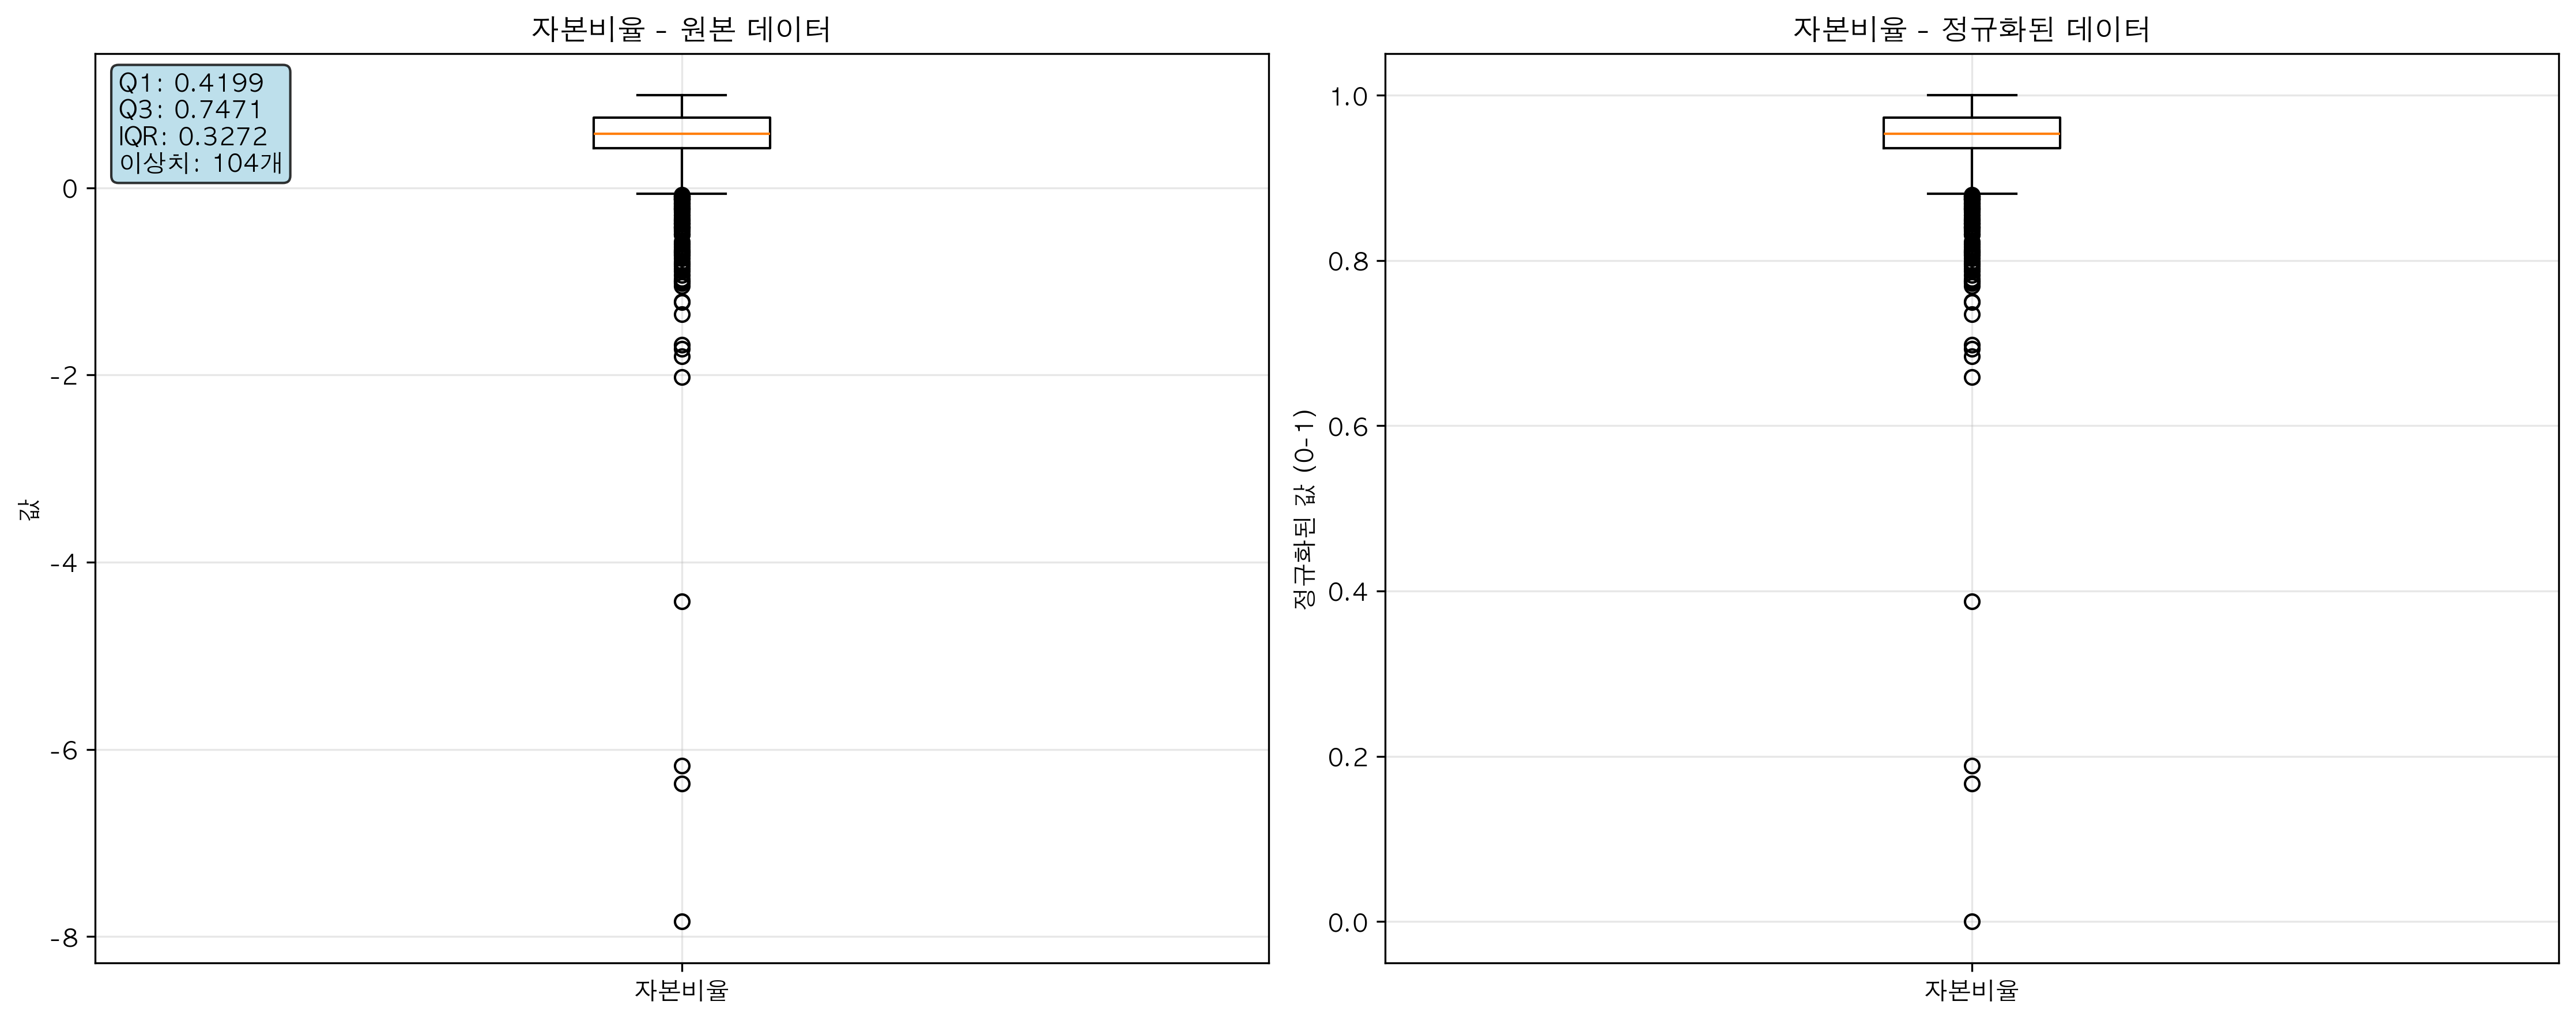 자본비율 - 원본 데이터
Q1: 0.4199
Q3: 0.7471
IQR: 0.3272
이상치: 104개
값
0
-2
-4
-6
-8
자본비율
자본비율 - 정규화된 데이터
정규화된 값 (0-1)
1.0
0.8
0.6
0.4
0.2
0.0
자본비율